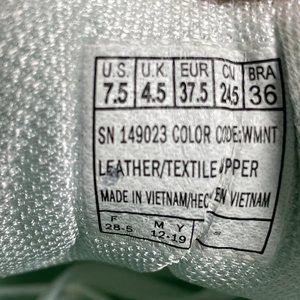 U.S. U.K. EUR CN BRA
7.5 4.5 37.5 24.5 36
SN 149023 COLOR CODE:WMNT
LEATHER/TEXTILE UPPER
MADE IN VIETNAM/HECHO EN VIETNAM
F M Y
28-5 12-19